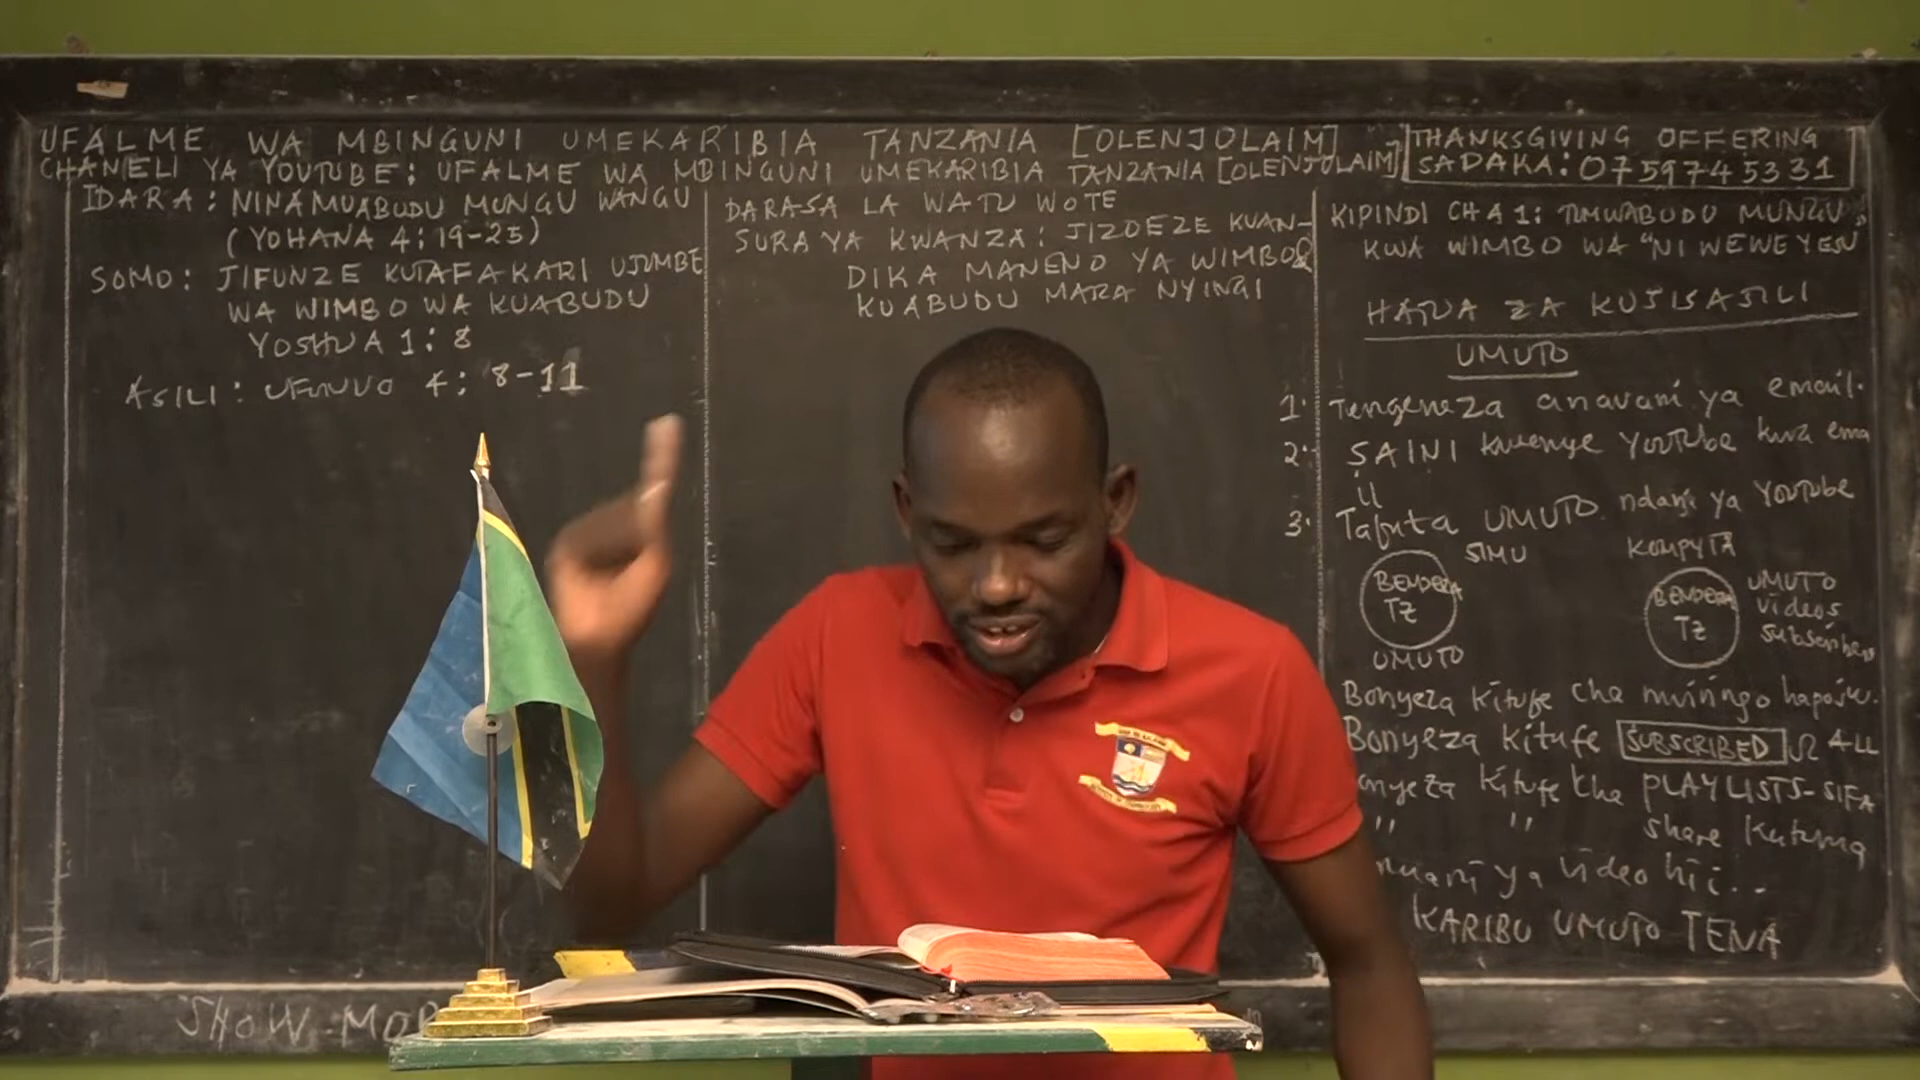 UFALME WA MBINGUNI UMEKARIBIA TANZANIA [OLENJOLAIM]
CHANELI YA YOUTUBE: UFALME WA MBINGUNI UMEKARIBIA TANZANIA [OLENJOLAIM]
THANKSGIVING OFFERING
SADAKA: 0759745331
IDARA: NINAMUABUDU MUNGU WANGU
(YOHANA 4:19-25)
SOMO: JIFUNZE KUTAFAKARI UJUMBE
WA WIMBO WA KUABUDU
YOSHUA 1:8
ASILI: UFUNUO 4: 8-11
DARASA LA WATU WOTE
SURA YA KWANZA: JIZOEZE KUAN-
DIKA MANENO YA WIMBO
KUABUDU MARA NYINGI
KIPINDI CHA 1: TUMWABUDU MUNGU
KWA WIMBO WA "NI WEWE YESU"
HATUA ZA KUJISAJILI
UMUTO
1. Tengeneza anavani ya email.
2. SAINI kwenye YouTube kwa ema
3. Tafuta UMUTO ndani ya YouTube
SIMU KOMPYTA
BENDERA
TZ
UMUTO
BENDERA
TZ
UMUTO
videos
Bonyeza Kitufe cha mviringo hapo juu.
Bonyeza Kitufe SUBSCRIBED ALL
onyeza Kitufe cha PLAYLISTS-SIFA
" " share Kutuma
nuani ya video hii..
KARIBU UMUTO TENA
SHOW MOR